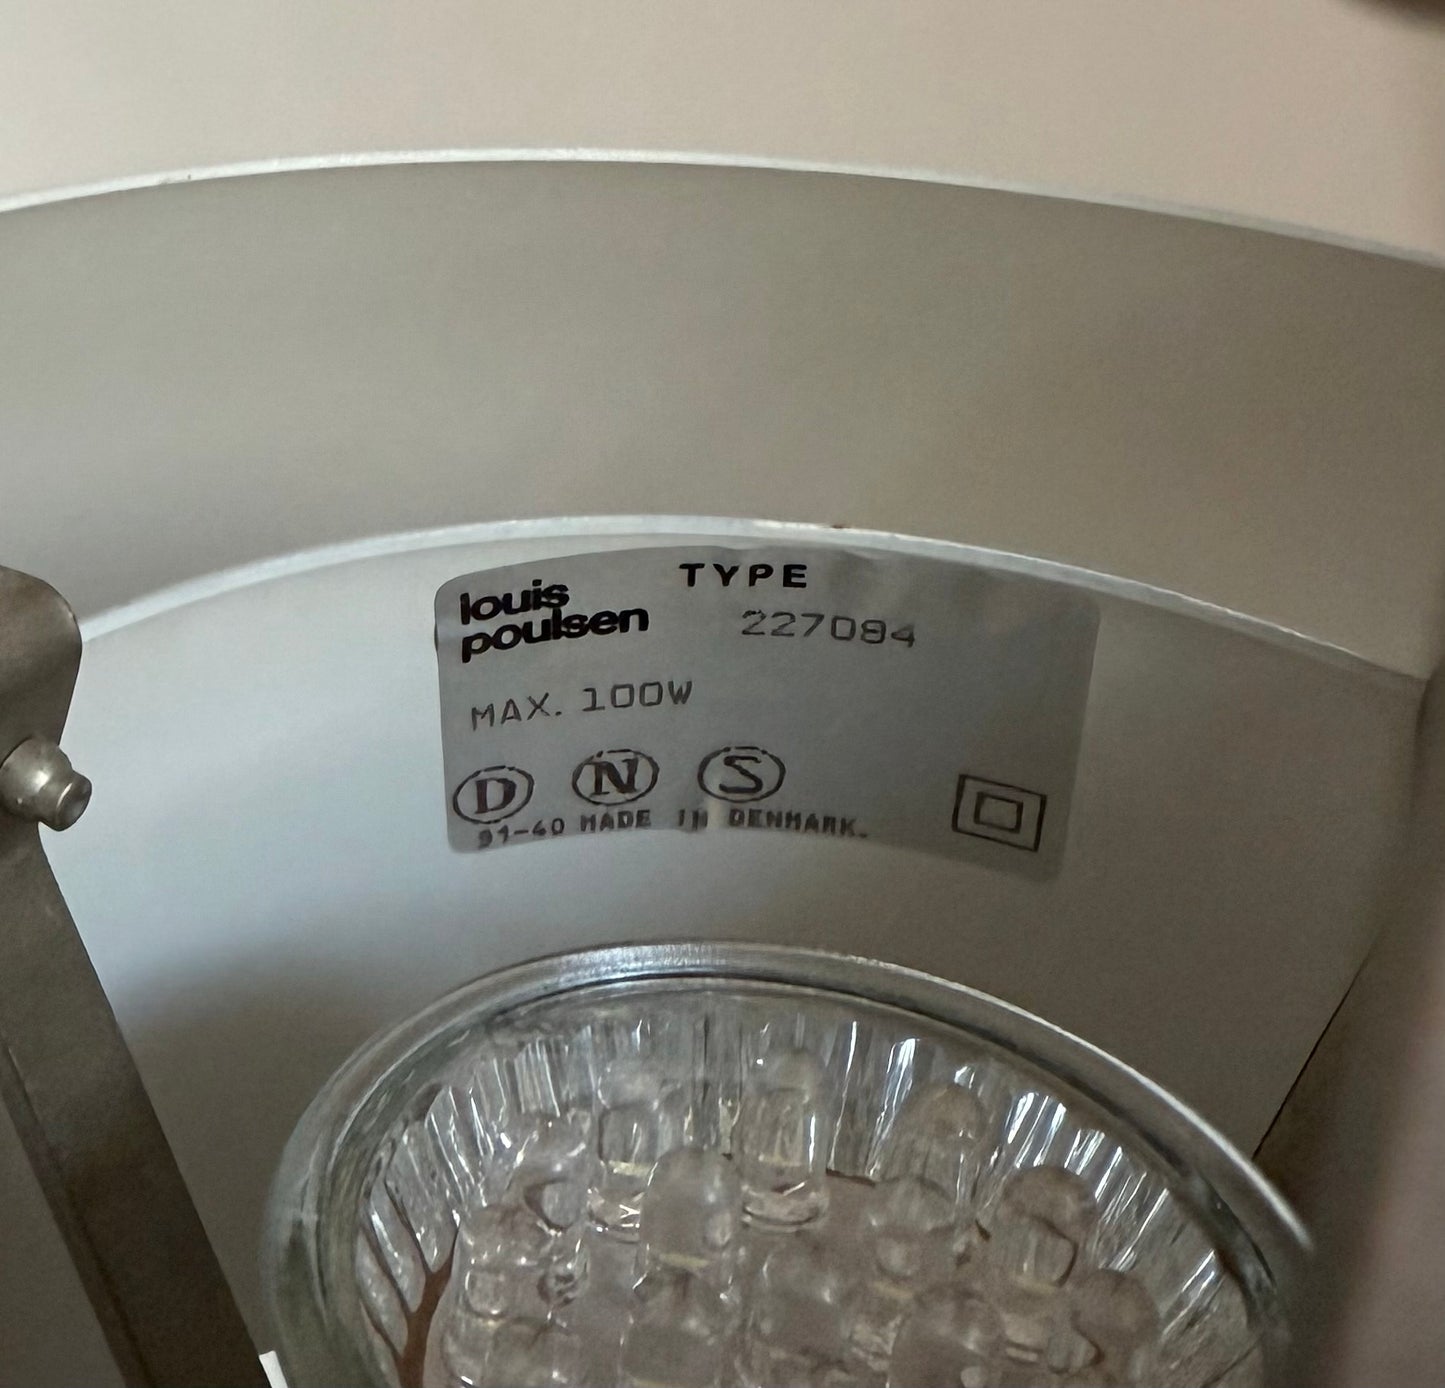 louis
poulsen
TYPE
227084
MAX. 100W
D N S
91-40 MADE IN DENMARK.